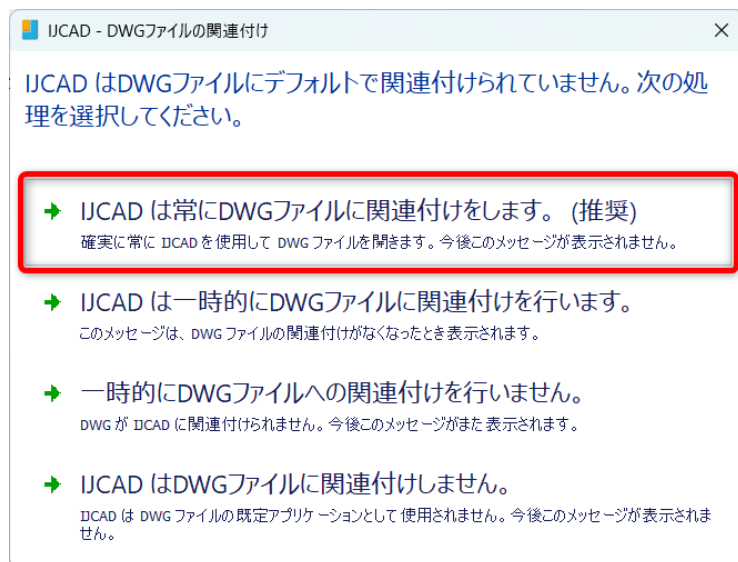 IJCAD - DWGファイルの関連付け
IJCAD はDWGファイルにデフォルトで関連付けられていません。次の処
理を選択してください。
IJCAD は常にDWGファイルに関連付けをします。 (推奨)
確実に常に IJCAD を使用して DWG ファイルを開きます。今後このメッセージが表示されません。
IJCAD は一時的にDWGファイルに関連付けを行います。
このメッセージは、DWG ファイルの関連付けがなくなったとき表示されます。
一時的にDWGファイルへの関連付けを行いません。
DWG が IJCAD に関連付けられません。今後このメッセージがまた表示されます。
IJCAD はDWGファイルに関連付けしません。
IJCAD は DWG ファイルの既定アプリケーションとして使用されません。今後このメッセージが表示されま
せん。